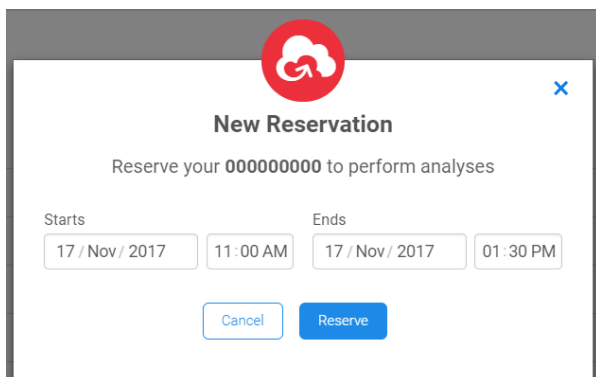 New Reservation
Reserve your 000000000 to perform analyses
Starts Ends
17 / Nov / 2017 11:00 AM 17 / Nov / 2017 01:30 PM
Cancel Reserve